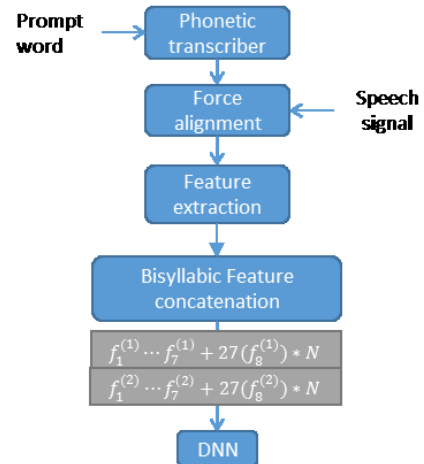 Prompt
word
Phonetic
transcriber
Force
alignment
Speech
signal
Feature
extraction
Bisyllabic Feature
concatenation
f_1^{(1)} ⋯ f_7^{(1)} + 27(f_8^{(1)}) * N
f_1^{(2)} ⋯ f_7^{(2)} + 27(f_8^{(2)}) * N
DNN